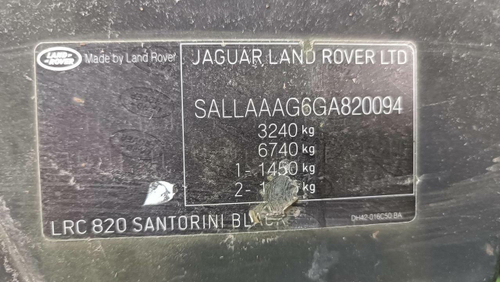 LAND ROVER
Made by Land Rover
JAGUAR LAND ROVER LTD
SALLAAAG6GA820094
3240 kg
6740 kg
1 - 1450 kg
2 - kg
LRC 820 SANTORINI
DH42-016C50 BA